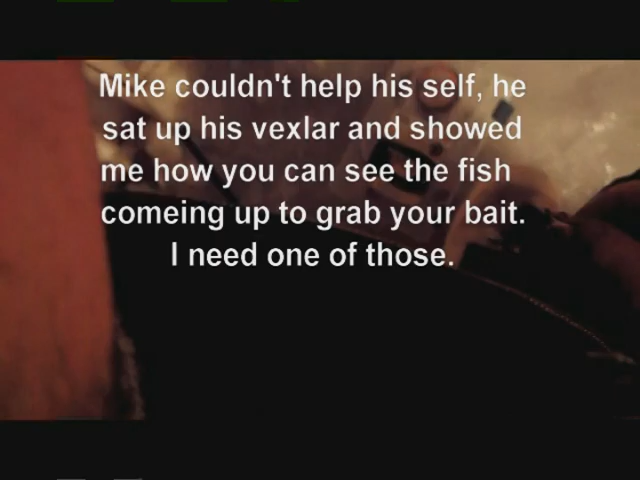 Mike couldn't help his self, he
sat up his vexlar and showed
me how you can see the fish
comeing up to grab your bait.
I need one of those.